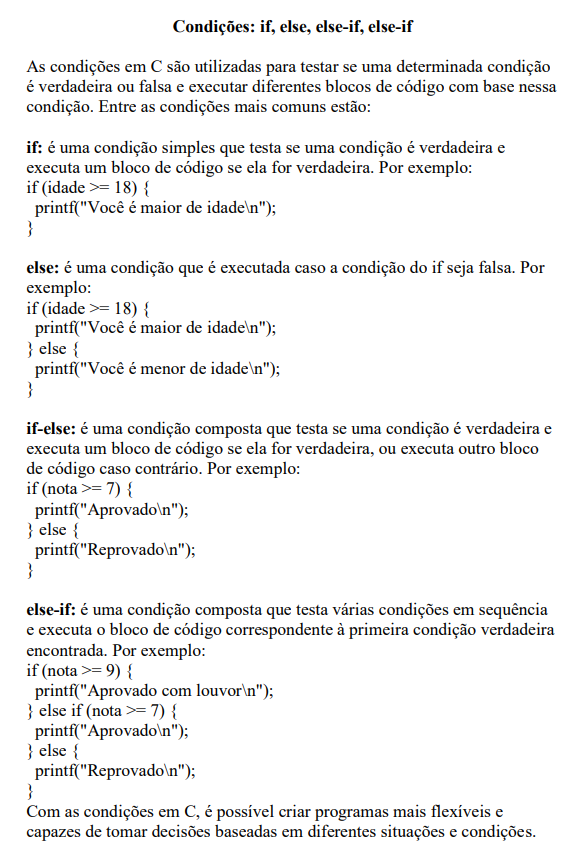 Condições: if, else, else-if, else-if
As condições em C são utilizadas para testar se uma determinada condição
é verdadeira ou falsa e executar diferentes blocos de código com base nessa
condição. Entre as condições mais comuns estão:
if: é uma condição simples que testa se uma condição é verdadeira e
executa um bloco de código se ela for verdadeira. Por exemplo:
if (idade >= 18) {
  printf("Você é maior de idade\n");
}
else: é uma condição que é executada caso a condição do if seja falsa. Por
exemplo:
if (idade >= 18) {
  printf("Você é maior de idade\n");
} else {
  printf("Você é menor de idade\n");
}
if-else: é uma condição composta que testa se uma condição é verdadeira e
executa um bloco de código se ela for verdadeira, ou executa outro bloco
de código caso contrário. Por exemplo:
if (nota >= 7) {
  printf("Aprovado\n");
} else {
  printf("Reprovado\n");
}
else-if: é uma condição composta que testa várias condições em sequência
e executa o bloco de código correspondente à primeira condição verdadeira
encontrada. Por exemplo:
if (nota >= 9) {
  printf("Aprovado com louvor\n");
} else if (nota >= 7) {
  printf("Aprovado\n");
} else {
  printf("Reprovado\n");
}
Com as condições em C, é possível criar programas mais flexíveis e
capazes de tomar decisões baseadas em diferentes situações e condições.